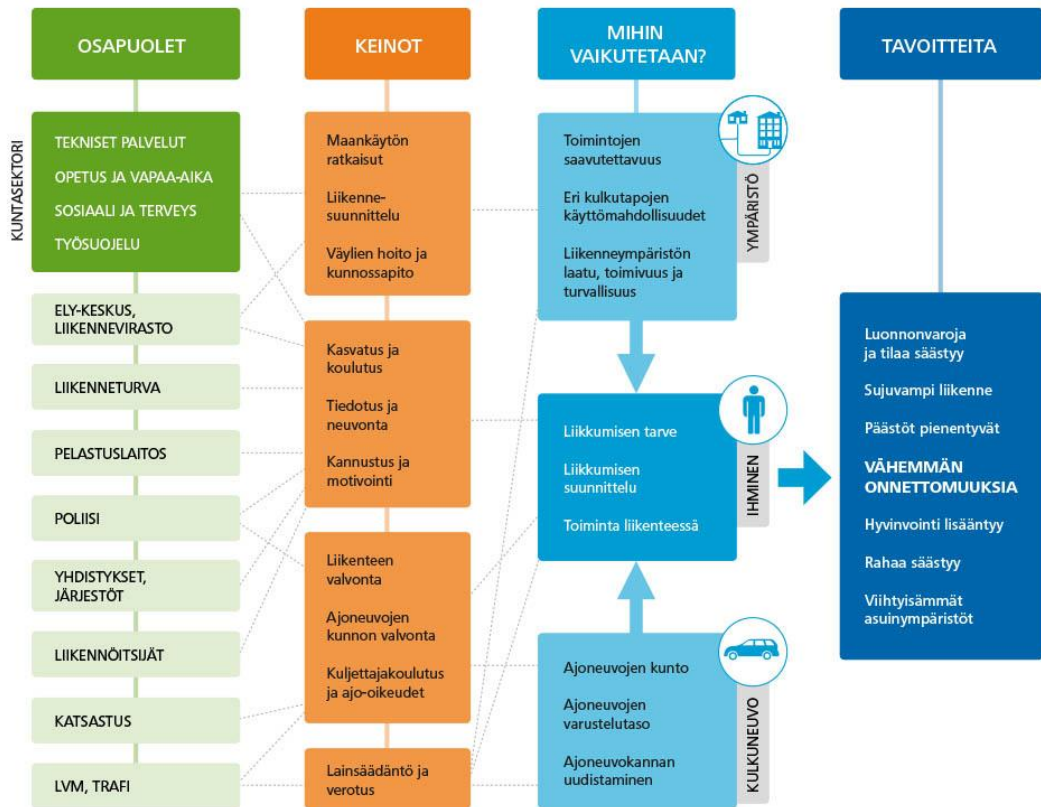 OSAPUOLET
KUNTASEKTORI
TEKNISET PALVELUT
OPETUS JA VAPAA-AIKA
SOSIAALI JA TERVEYS
TYÖSUOJELU
ELY-KESKUS,
LIIKENNEVIRASTO
LIIKENNETURVA
PELASTUSLAITOS
POLIISI
YHDISTYKSET,
JÄRJESTÖT
LIIKENNÖITSIJÄT
KATSASTUS
LVM, TRAFI
KEINOT
Maankäytön
ratkaisut
Liikenne-
suunnittelu
Väylien hoito ja
kunnossapito
Kasvatus ja
koulutus
Tiedotus ja
neuvonta
Kannustus ja
motivointi
Liikenteen
valvonta
Ajoneuvojen
kunnon valvonta
Kuljettajakoulutus
ja ajo-oikeudet
Lainsäädäntö ja
verotus
MIHIN
VAIKUTETAAN?
Toimintojen
saavutettavuus
Eri kulkutapojen
käyttömahdollisuudet
Liikenneympäristön
laatu, toimivuus ja
turvallisuus
YMPÄRISTÖ
Liikkumisen tarve
Liikkumisen
suunnittelu
Toiminta liikenteessä
IHMINEN
Ajoneuvojen kunto
Ajoneuvojen
varustelutaso
Ajoneuvokannan
uudistaminen
KULKUNEUVO
TAVOITTEITA
Luonnonvaroja
ja tilaa säästyy
Sujuvampi liikenne
Päästöt pienentyvät
VÄHEMMÄN
ONNETTOMUUKSIA
Hyvinvointi lisääntyy
Rahaa säästyy
Viihtyisämmät
asuinympäristöt